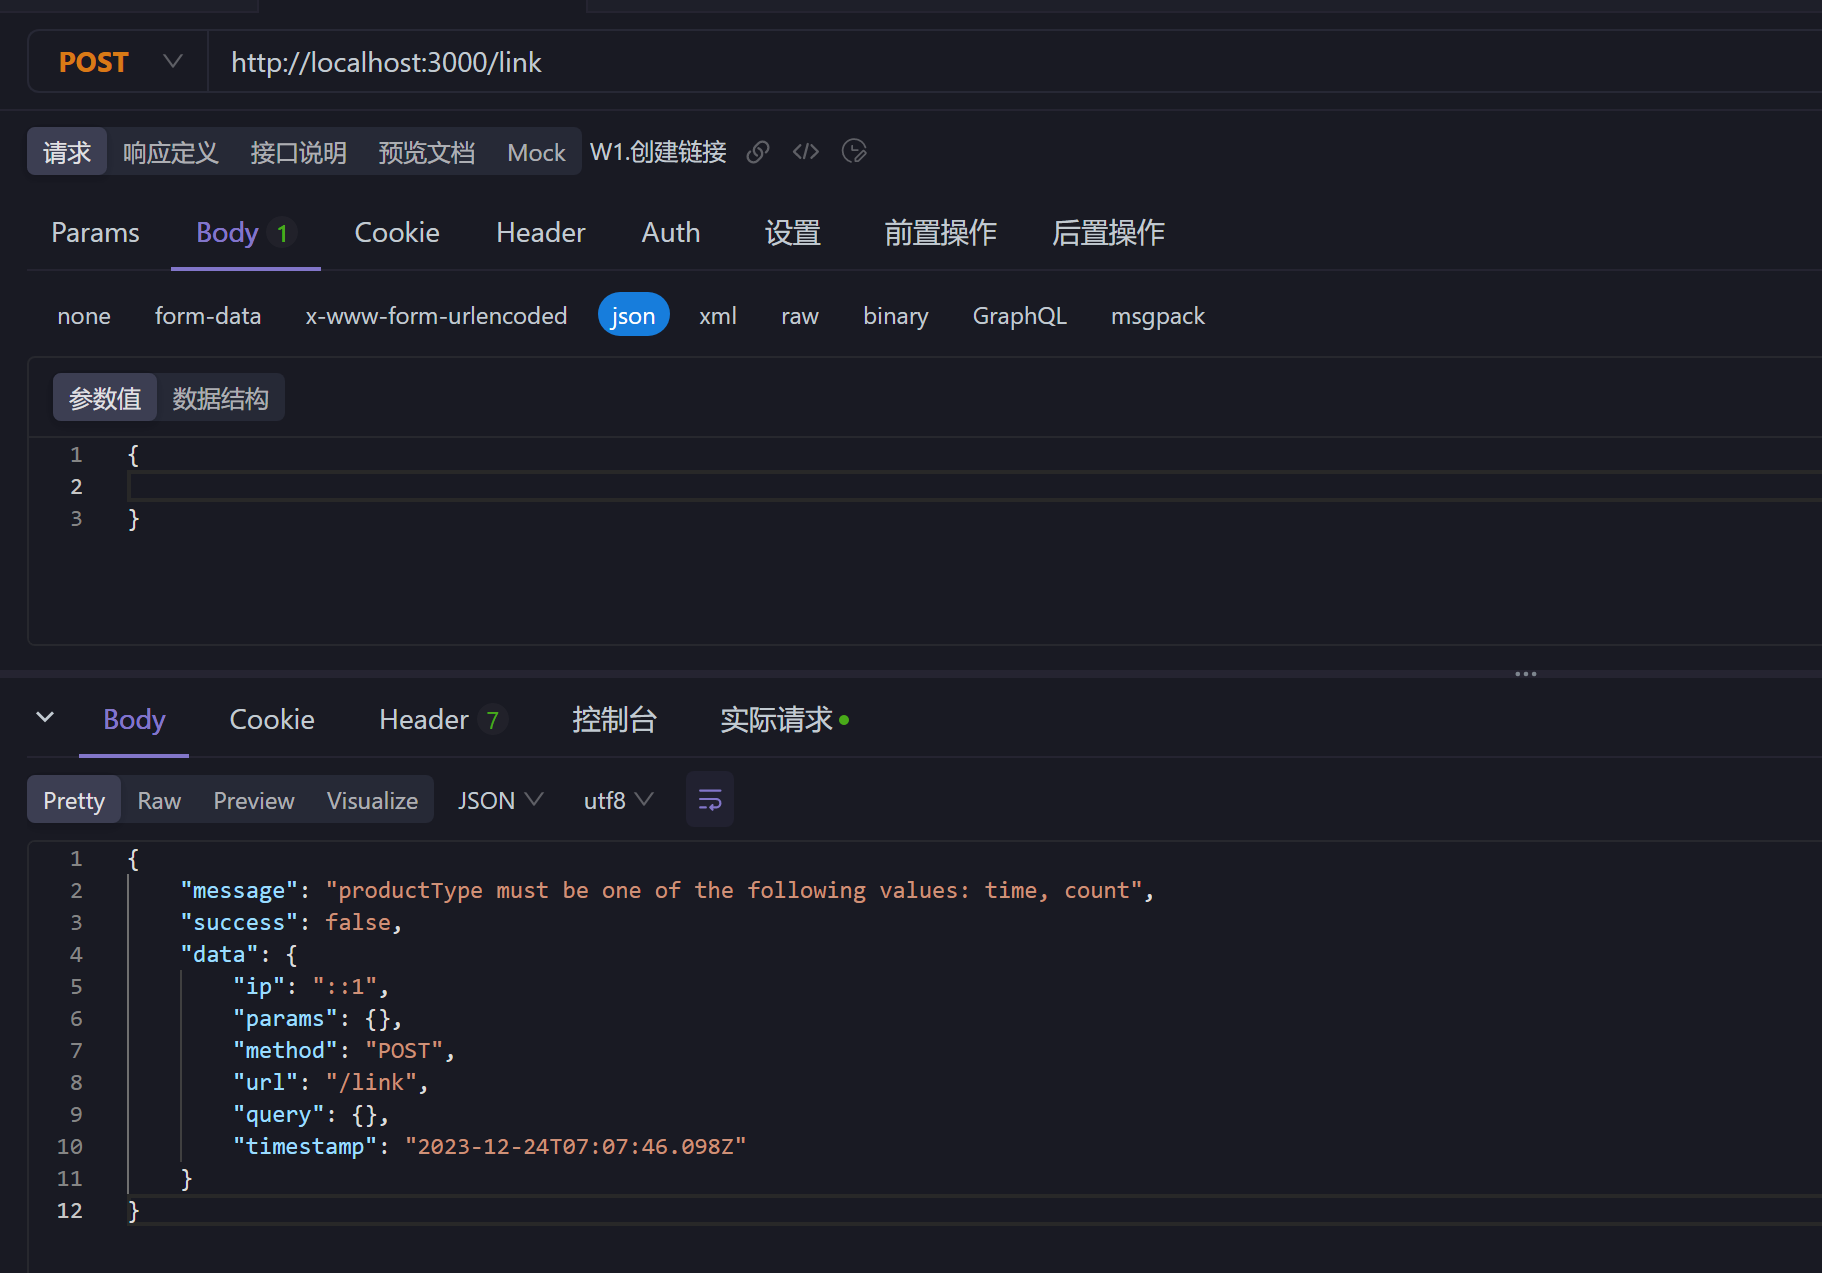 POST http://localhost:3000/link
请求 响应定义 接口说明 预览文档 Mock W1.创建链接
Params Body 1 Cookie Header Auth 设置 前置操作 后置操作
none form-data x-www-form-urlencoded json xml raw binary GraphQL msgpack
参数值 数据结构
1 {
2
3 }
Body Cookie Header 7 控制台 实际请求
Pretty Raw Preview Visualize JSON utf8
1 {
2 "message": "productType must be one of the following values: time, count",
3 "success": false,
4 "data": {
5 "ip": "::1",
6 "params": {},
7 "method": "POST",
8 "url": "/link",
9 "query": {},
10 "timestamp": "2023-12-24T07:07:46.098Z"
11 }
12 }